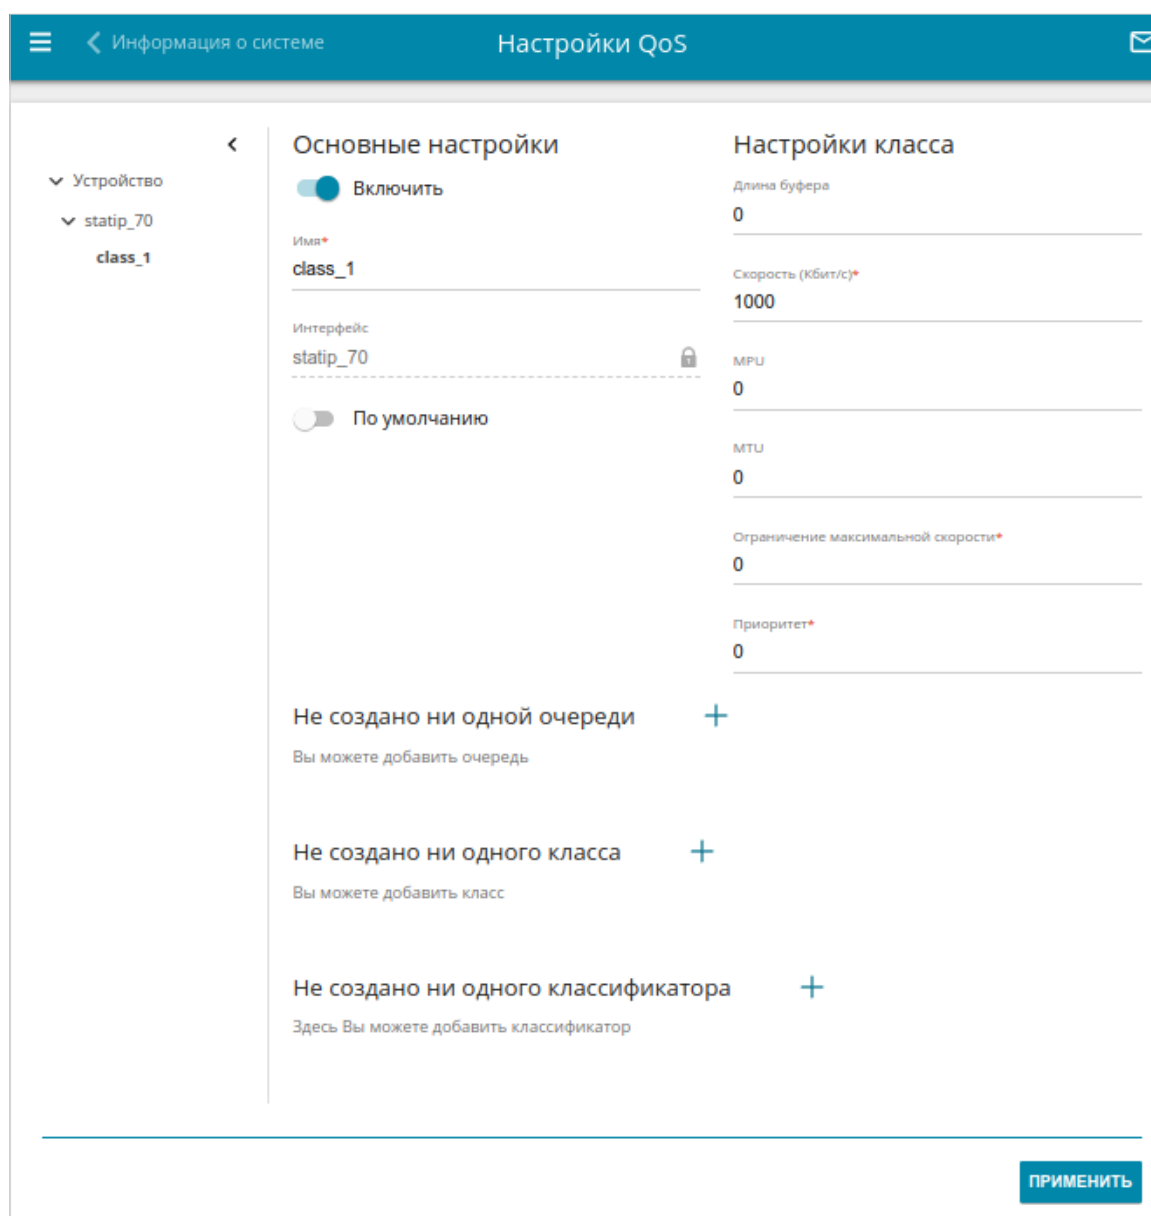 Информация о системе
Настройки QoS
Устройство
statip_70
class_1
Основные настройки
Включить
Имя*
class_1
Интерфейс
statip_70
По умолчанию
Настройки класса
Длина буфера
0
Скорость (Кбит/с)*
1000
MPU
0
MTU
0
Ограничение максимальной скорости*
0
Приоритет*
0
Не создано ни одной очереди
Вы можете добавить очередь
Не создано ни одного класса
Вы можете добавить класс
Не создано ни одного классификатора
Здесь Вы можете добавить классификатор
ПРИМЕНИТЬ